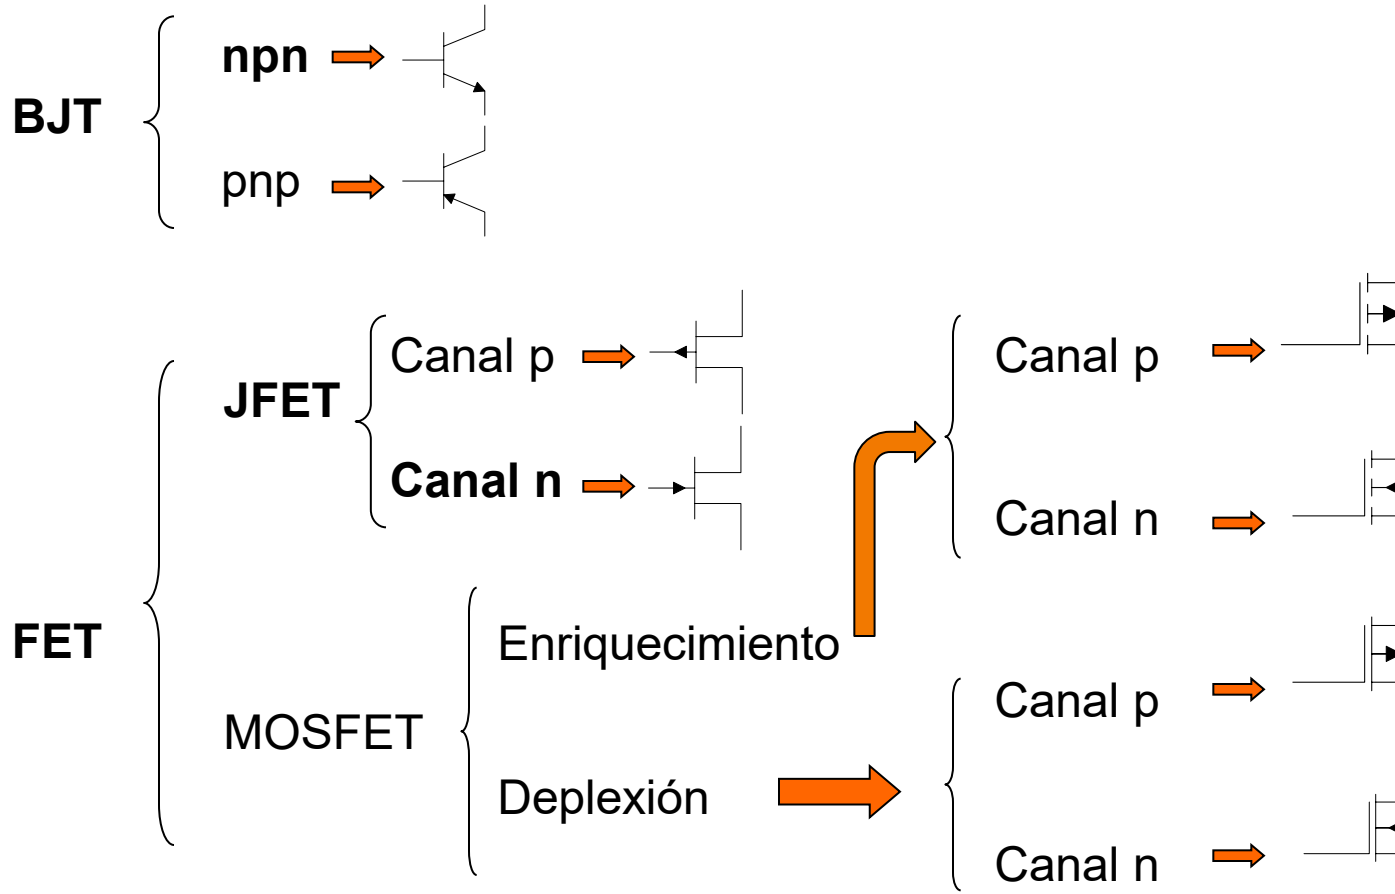 BJT
npn
pnp
FET
JFET
Canal p
Canal n
MOSFET
Enriquecimiento
Canal p
Canal n
Deplexión
Canal p
Canal n